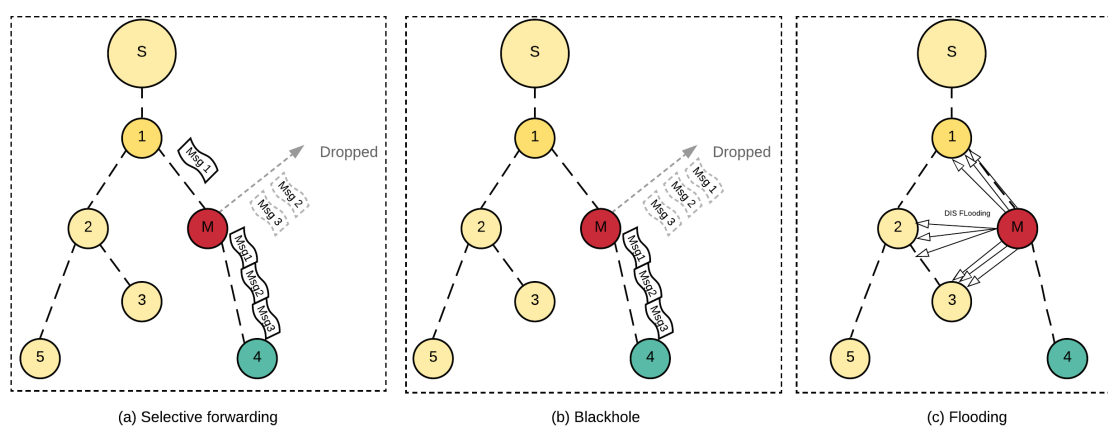 S
1
Msg 1
Dropped
Msg 2
Msg 3
2
M
Msg1
Msg2
Msg3
3
5
4
(a) Selective forwarding
S
1
Dropped
Msg 1
Msg 2
Msg 3
2
M
Msg1
Msg2
Msg3
3
5
4
(b) Blackhole
S
1
DIS FLooding
2
M
3
5
4
(c) Flooding